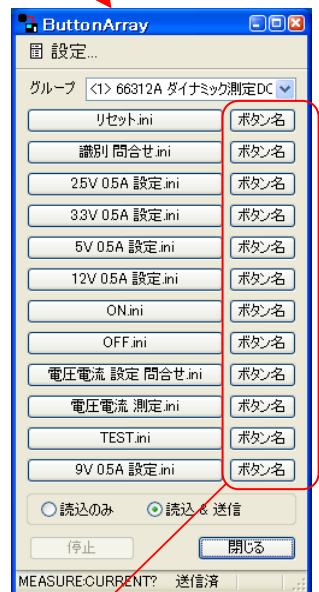 ButtonArray
設定...
グループ <1> 66312A ダイナミック測定DC
リセット.ini ボタン名
識別 問合せ.ini ボタン名
2.5V 0.5A 設定.ini ボタン名
3.3V 0.5A 設定.ini ボタン名
5V 0.5A 設定.ini ボタン名
12V 0.5A 設定.ini ボタン名
ON.ini ボタン名
OFF.ini ボタン名
電圧電流 設定 問合せ.ini ボタン名
電圧電流 測定.ini ボタン名
TEST.ini ボタン名
9V 0.5A 設定.ini ボタン名
読込のみ 読込 & 送信
停止 閉じる
MEASURE:CURRENT? 送信済